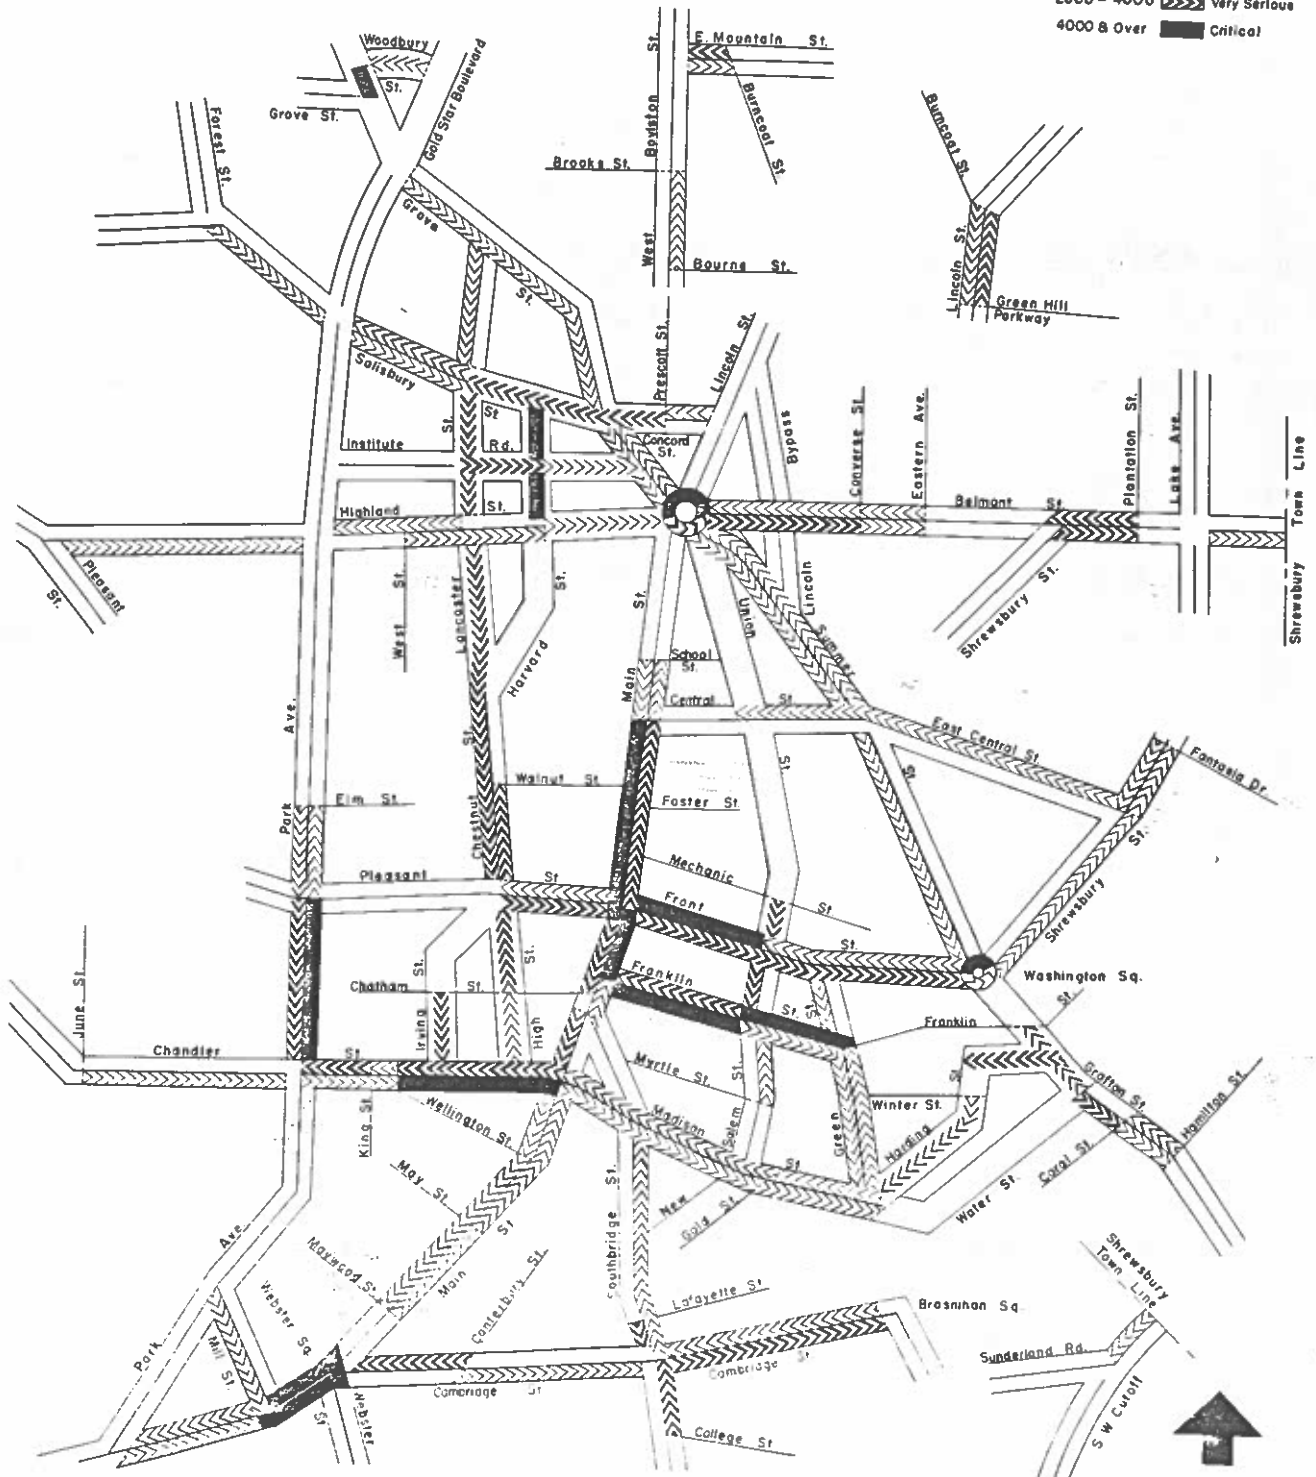 2000 - 4000 Very Serious
4000 & Over Critical
Woodbury
St.
Grove St.
Gold Star Boulevard
Forest St.
E. Mountain St.
Burncoat St.
Boylston St.
West
Brooks St.
Bourne St.
Burncoat St.
Lincoln St.
Green Hill
Parkway
Grove
St.
Salisbury
St.
Prescott St.
Lincoln St.
Concord
St.
Bypass
Converse St.
Eastern Ave.
Plantation St.
Lake Ave.
Shrewsbury Town Line
Institute Rd.
Highland St.
Belmont St.
Pleasant
St.
West St.
Lancaster
St.
St.
Harvard
Main St.
School
St.
Union
Lincoln
Summer
Shrewsbury St.
Central St.
East Central St.
Fantasia Dr.
Park Ave.
Elm St.
Chestnut St.
Walnut St.
Foster St.
St.
St.
Mechanic St.
Pleasant St.
Front St.
Shrewsbury St.
Washington Sq.
June St.
Chatham St.
Irving St.
High St.
Franklin St.
St.
Franklin
St.
Chandler St.
Myrtle St.
Salem St.
Winter St.
Grafton St.
Hamilton St.
King St.
Wellington St.
Madison St.
Green
Harding St.
Coral St.
Water St.
May St.
New
Gold St.
Southbridge St.
Maywood St.
Main St.
Canterbury St.
Park Ave.
Webster Sq.
Mill St.
Lafayette St.
Brosnihan Sq.
Cambridge St.
Cambridge St.
Webster
St.
College St.
Shrewsbury
Town Line
Sunderland Rd.
S W Cutoff